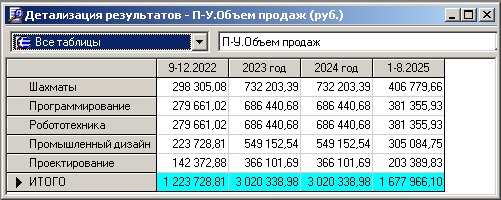 Детализация результатов - П-У.Объем продаж (руб.)
Все таблицы П-У.Объем продаж
9-12.2022 2023 год 2024 год 1-8.2025
Шахматы 298 305,08 732 203,39 732 203,39 406 779,66
Программирование 279 661,02 686 440,68 686 440,68 381 355,93
Робототехника 279 661,02 686 440,68 686 440,68 381 355,93
Промышленный дизайн 223 728,81 549 152,54 549 152,54 305 084,75
Проектирование 142 372,88 366 101,69 366 101,69 203 389,83
ИТОГО 1 223 728,81 3 020 338,98 3 020 338,98 1 677 966,10